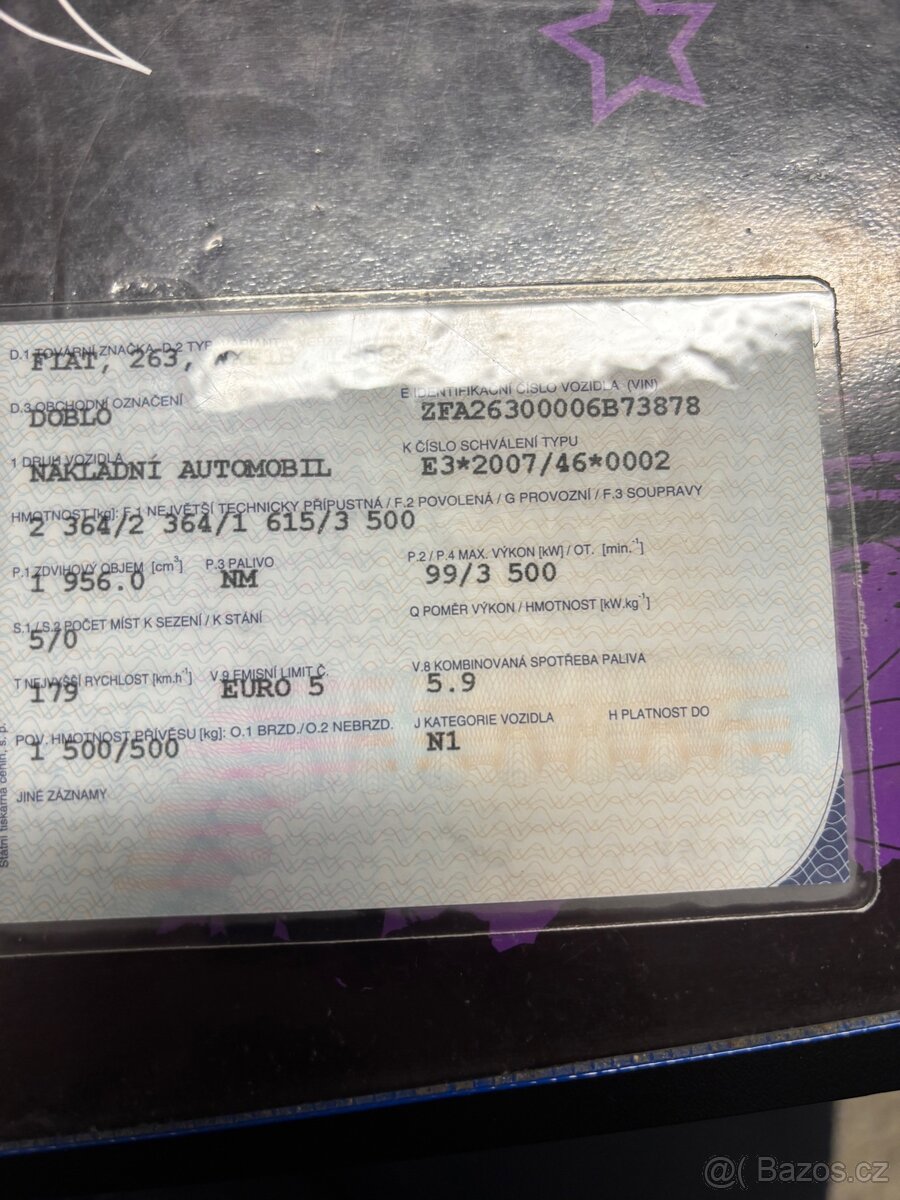 D.1 TOVÁRNÍ ZNAČKA, D.2 TYP
FIAT, 263,
D.3 OBCHODNÍ OZNAČENÍ
DOBLO
E IDENTIFIKAČNÍ ČÍSLO VOZIDLA (VIN)
ZFA26300006B73878
1 DRUH VOZIDLA
NÁKLADNÍ AUTOMOBIL
K ČÍSLO SCHVÁLENÍ TYPU
E3*2007/46*0002
HMOTNOST [kg]: F.1 NEJVĚTŠÍ TECHNICKY PŘÍPUSTNÁ / F.2 POVOLENÁ / G PROVOZNÍ / F.3 SOUPRAVY
2 364/2 364/1 615/3 500
P.1 ZDVIHOVÝ OBJEM [cm³] P.3 PALIVO P.2 / P.4 MAX. VÝKON [kW] / OT. [min.⁻¹]
1 956.0 NM 99/3 500
S.1 / S.2 POČET MÍST K SEZENÍ / K STÁNÍ Q POMĚR VÝKON / HMOTNOST [kW.kg⁻¹]
5/0
T NEJVYŠŠÍ RYCHLOST [km.h⁻¹] V.9 EMISNÍ LIMIT Č. V.8 KOMBINOVANÁ SPOTŘEBA PALIVA
179 EURO 5 5.9
POV. HMOTNOST PŘÍVĚSU [kg]: O.1 BRZD./O.2 NEBRZD. J KATEGORIE VOZIDLA H PLATNOST DO
1 500/500 N1
JINÉ ZÁZNAMY
Státní tiskárna cenin, s. p.
@( Bazos.cz